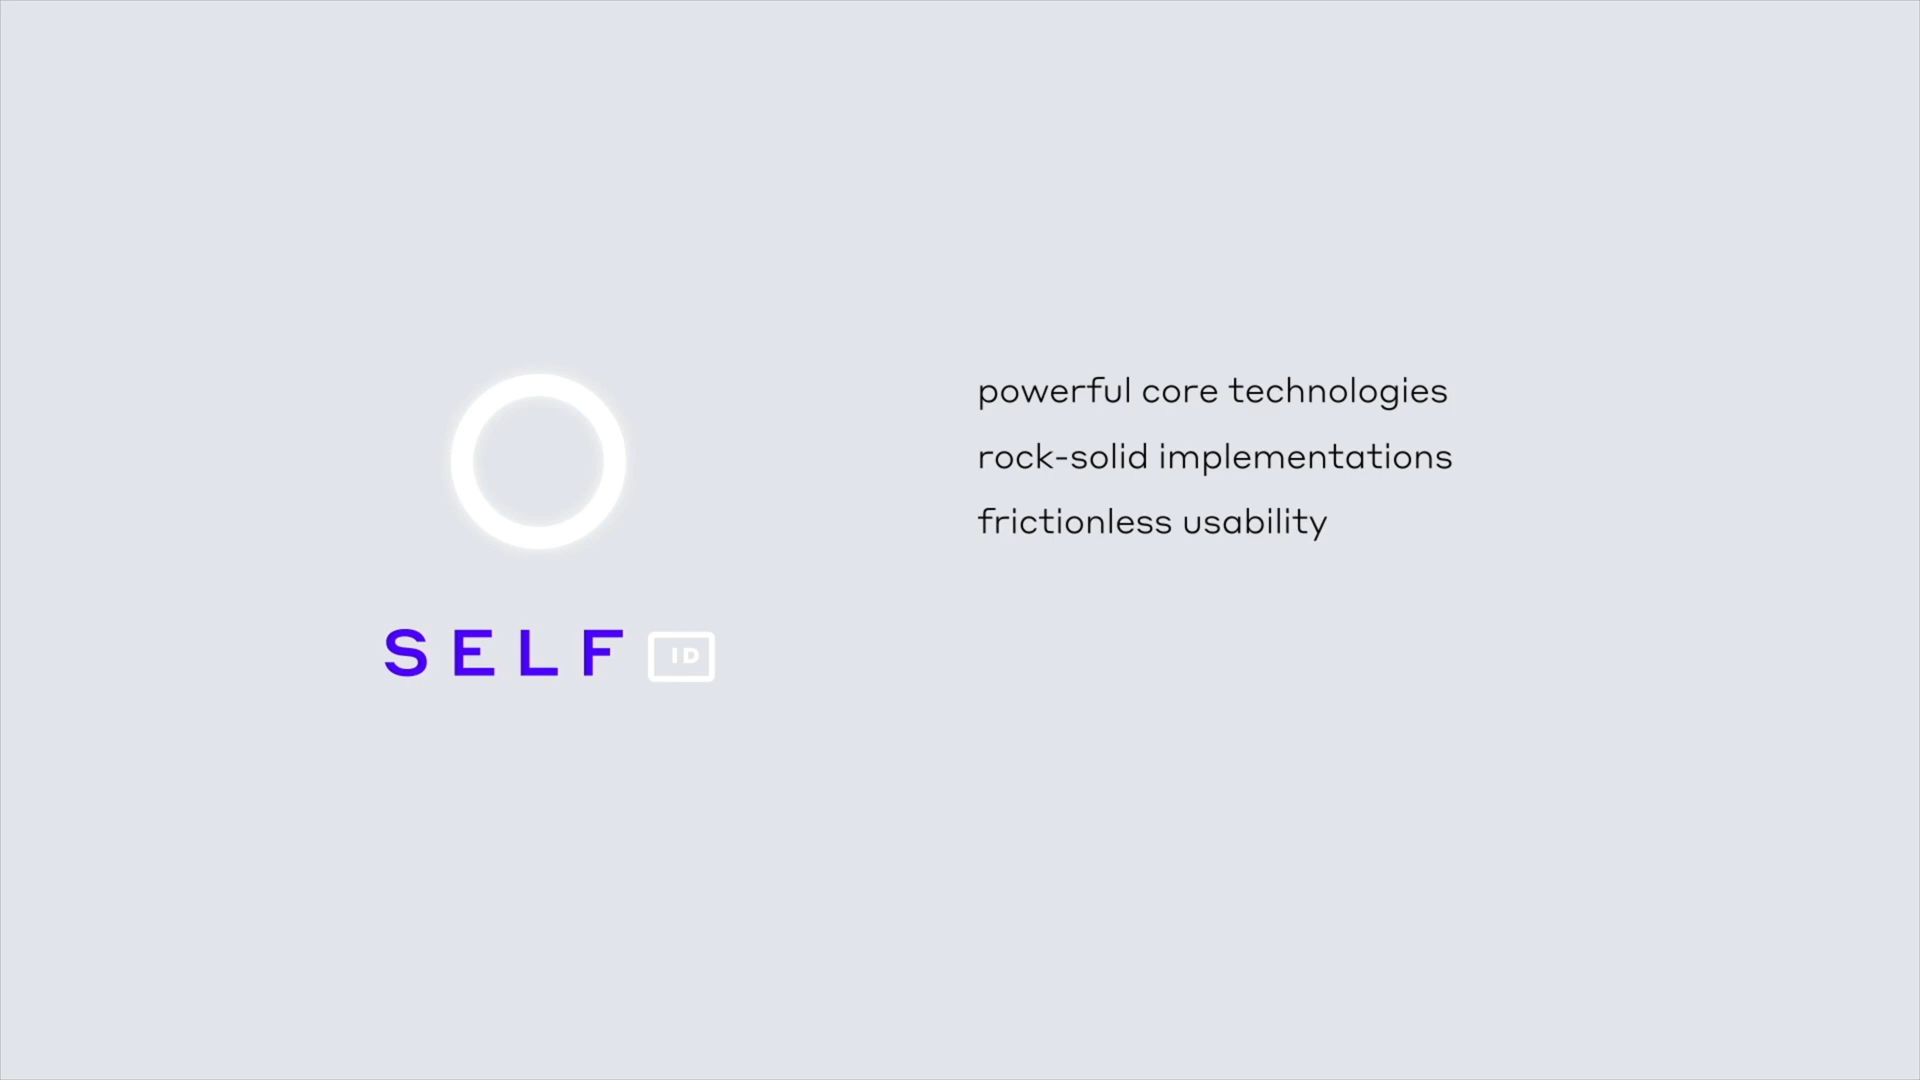 SELF ID
powerful core technologies
rock-solid implementations
frictionless usability